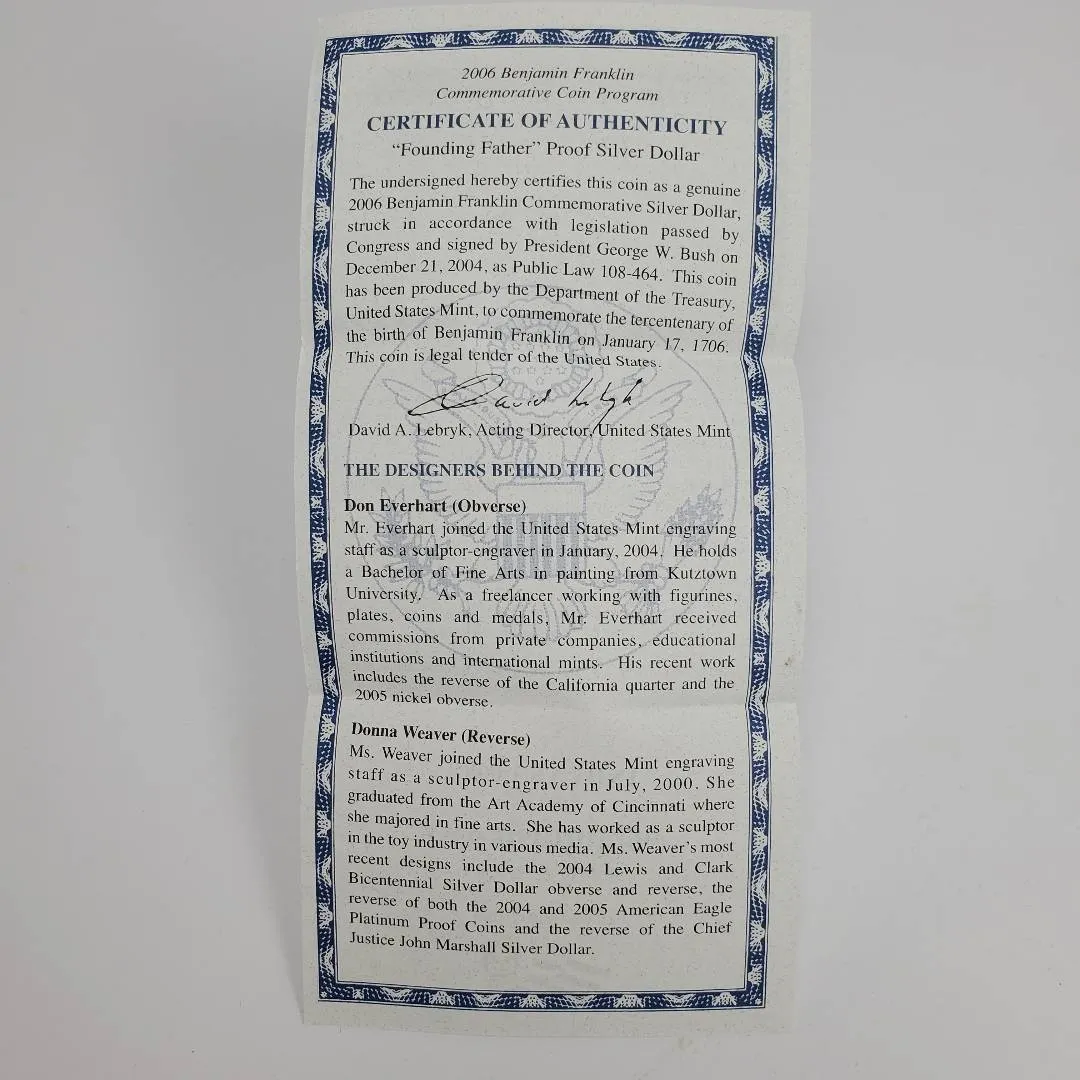 2006 Benjamin Franklin
Commemorative Coin Program
CERTIFICATE OF AUTHENTICITY
“Founding Father” Proof Silver Dollar
The undersigned hereby certifies this coin as a genuine
2006 Benjamin Franklin Commemorative Silver Dollar,
struck in accordance with legislation passed by
Congress and signed by President George W. Bush on
December 21, 2004, as Public Law 108-464. This coin
has been produced by the Department of the Treasury,
United States Mint, to commemorate the tercentenary of
the birth of Benjamin Franklin on January 17, 1706.
This coin is legal tender of the United States.
David A. Lebryk, Acting Director, United States Mint
THE DESIGNERS BEHIND THE COIN
Don Everhart (Obverse)
Mr. Everhart joined the United States Mint engraving
staff as a sculptor-engraver in January, 2004. He holds
a Bachelor of Fine Arts in painting from Kutztown
University. As a freelancer working with figurines,
plates, coins and medals, Mr. Everhart received
commissions from private companies, educational
institutions and international mints. His recent work
includes the reverse of the California quarter and the
2005 nickel obverse.
Donna Weaver (Reverse)
Ms. Weaver joined the United States Mint engraving
staff as a sculptor-engraver in July, 2000. She
graduated from the Art Academy of Cincinnati where
she majored in fine arts. She has worked as a sculptor
in the toy industry in various media. Ms. Weaver’s most
recent designs include the 2004 Lewis and Clark
Bicentennial Silver Dollar obverse and reverse, the
reverse of both the 2004 and 2005 American Eagle
Platinum Proof Coins and the reverse of the Chief
Justice John Marshall Silver Dollar.